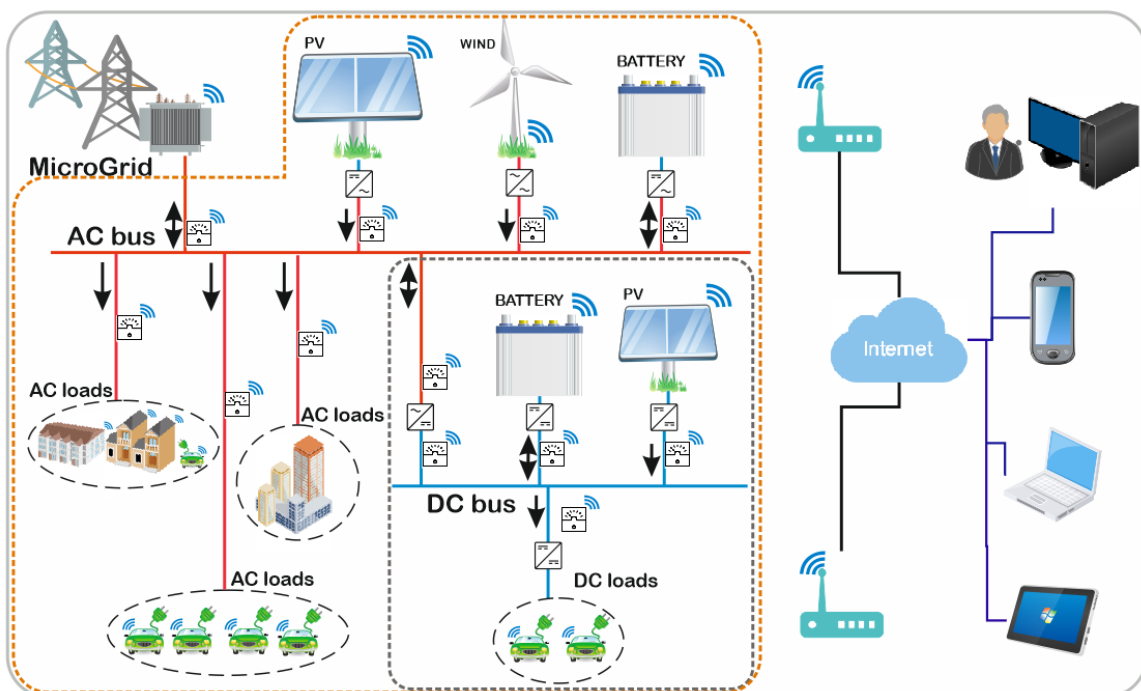 PV
WIND
BATTERY
MicroGrid
AC bus
BATTERY
PV
Internet
AC loads
AC loads
DC bus
AC loads
DC loads